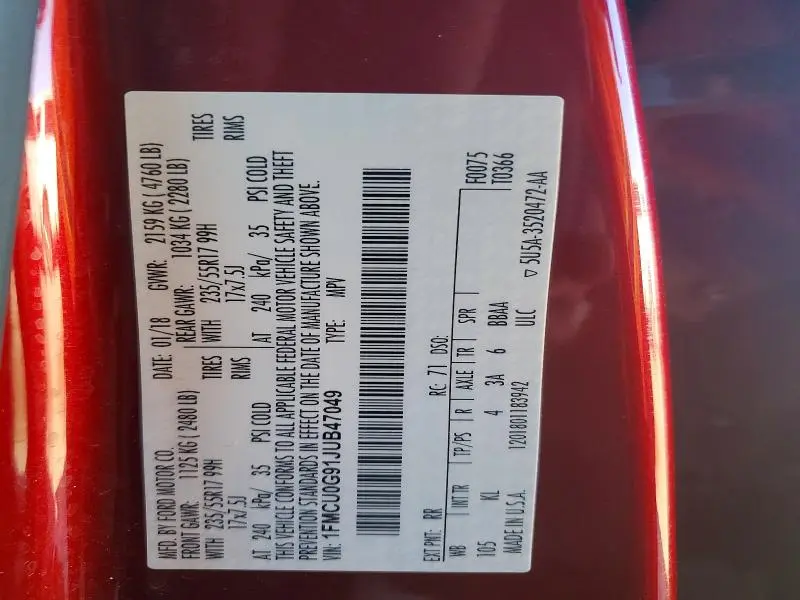 MFD. BY FORD MOTOR CO. DATE: 01/18 GVWR: 2159 KG ( 4760 LB)
FRONT GAWR: 1125 KG ( 2480 LB) REAR GAWR: 1034 KG ( 2280 LB)
WITH 235/55R17 99H TIRES WITH 235/55R17 99H TIRES
17x7.5J RIMS 17x7.5J RIMS
AT 240 kPa/ 35 PSI COLD AT 240 kPa/ 35 PSI COLD
THIS VEHICLE CONFORMS TO ALL APPLICABLE FEDERAL MOTOR VEHICLE SAFETY AND THEFT
PREVENTION STANDARDS IN EFFECT ON THE DATE OF MANUFACTURE SHOWN ABOVE.
VIN: 1FMCU0G91JUB47049 TYPE: MPV
EXT PNT: RR RC: 71 DSO: F0075
WB INT TR TP/PS R AXLE TR SPR T0366
105 KL 4 3A 6 BBAA
MADE IN U.S.A. 1201801183942 ULC ▽ 5U5A-3520472-AA